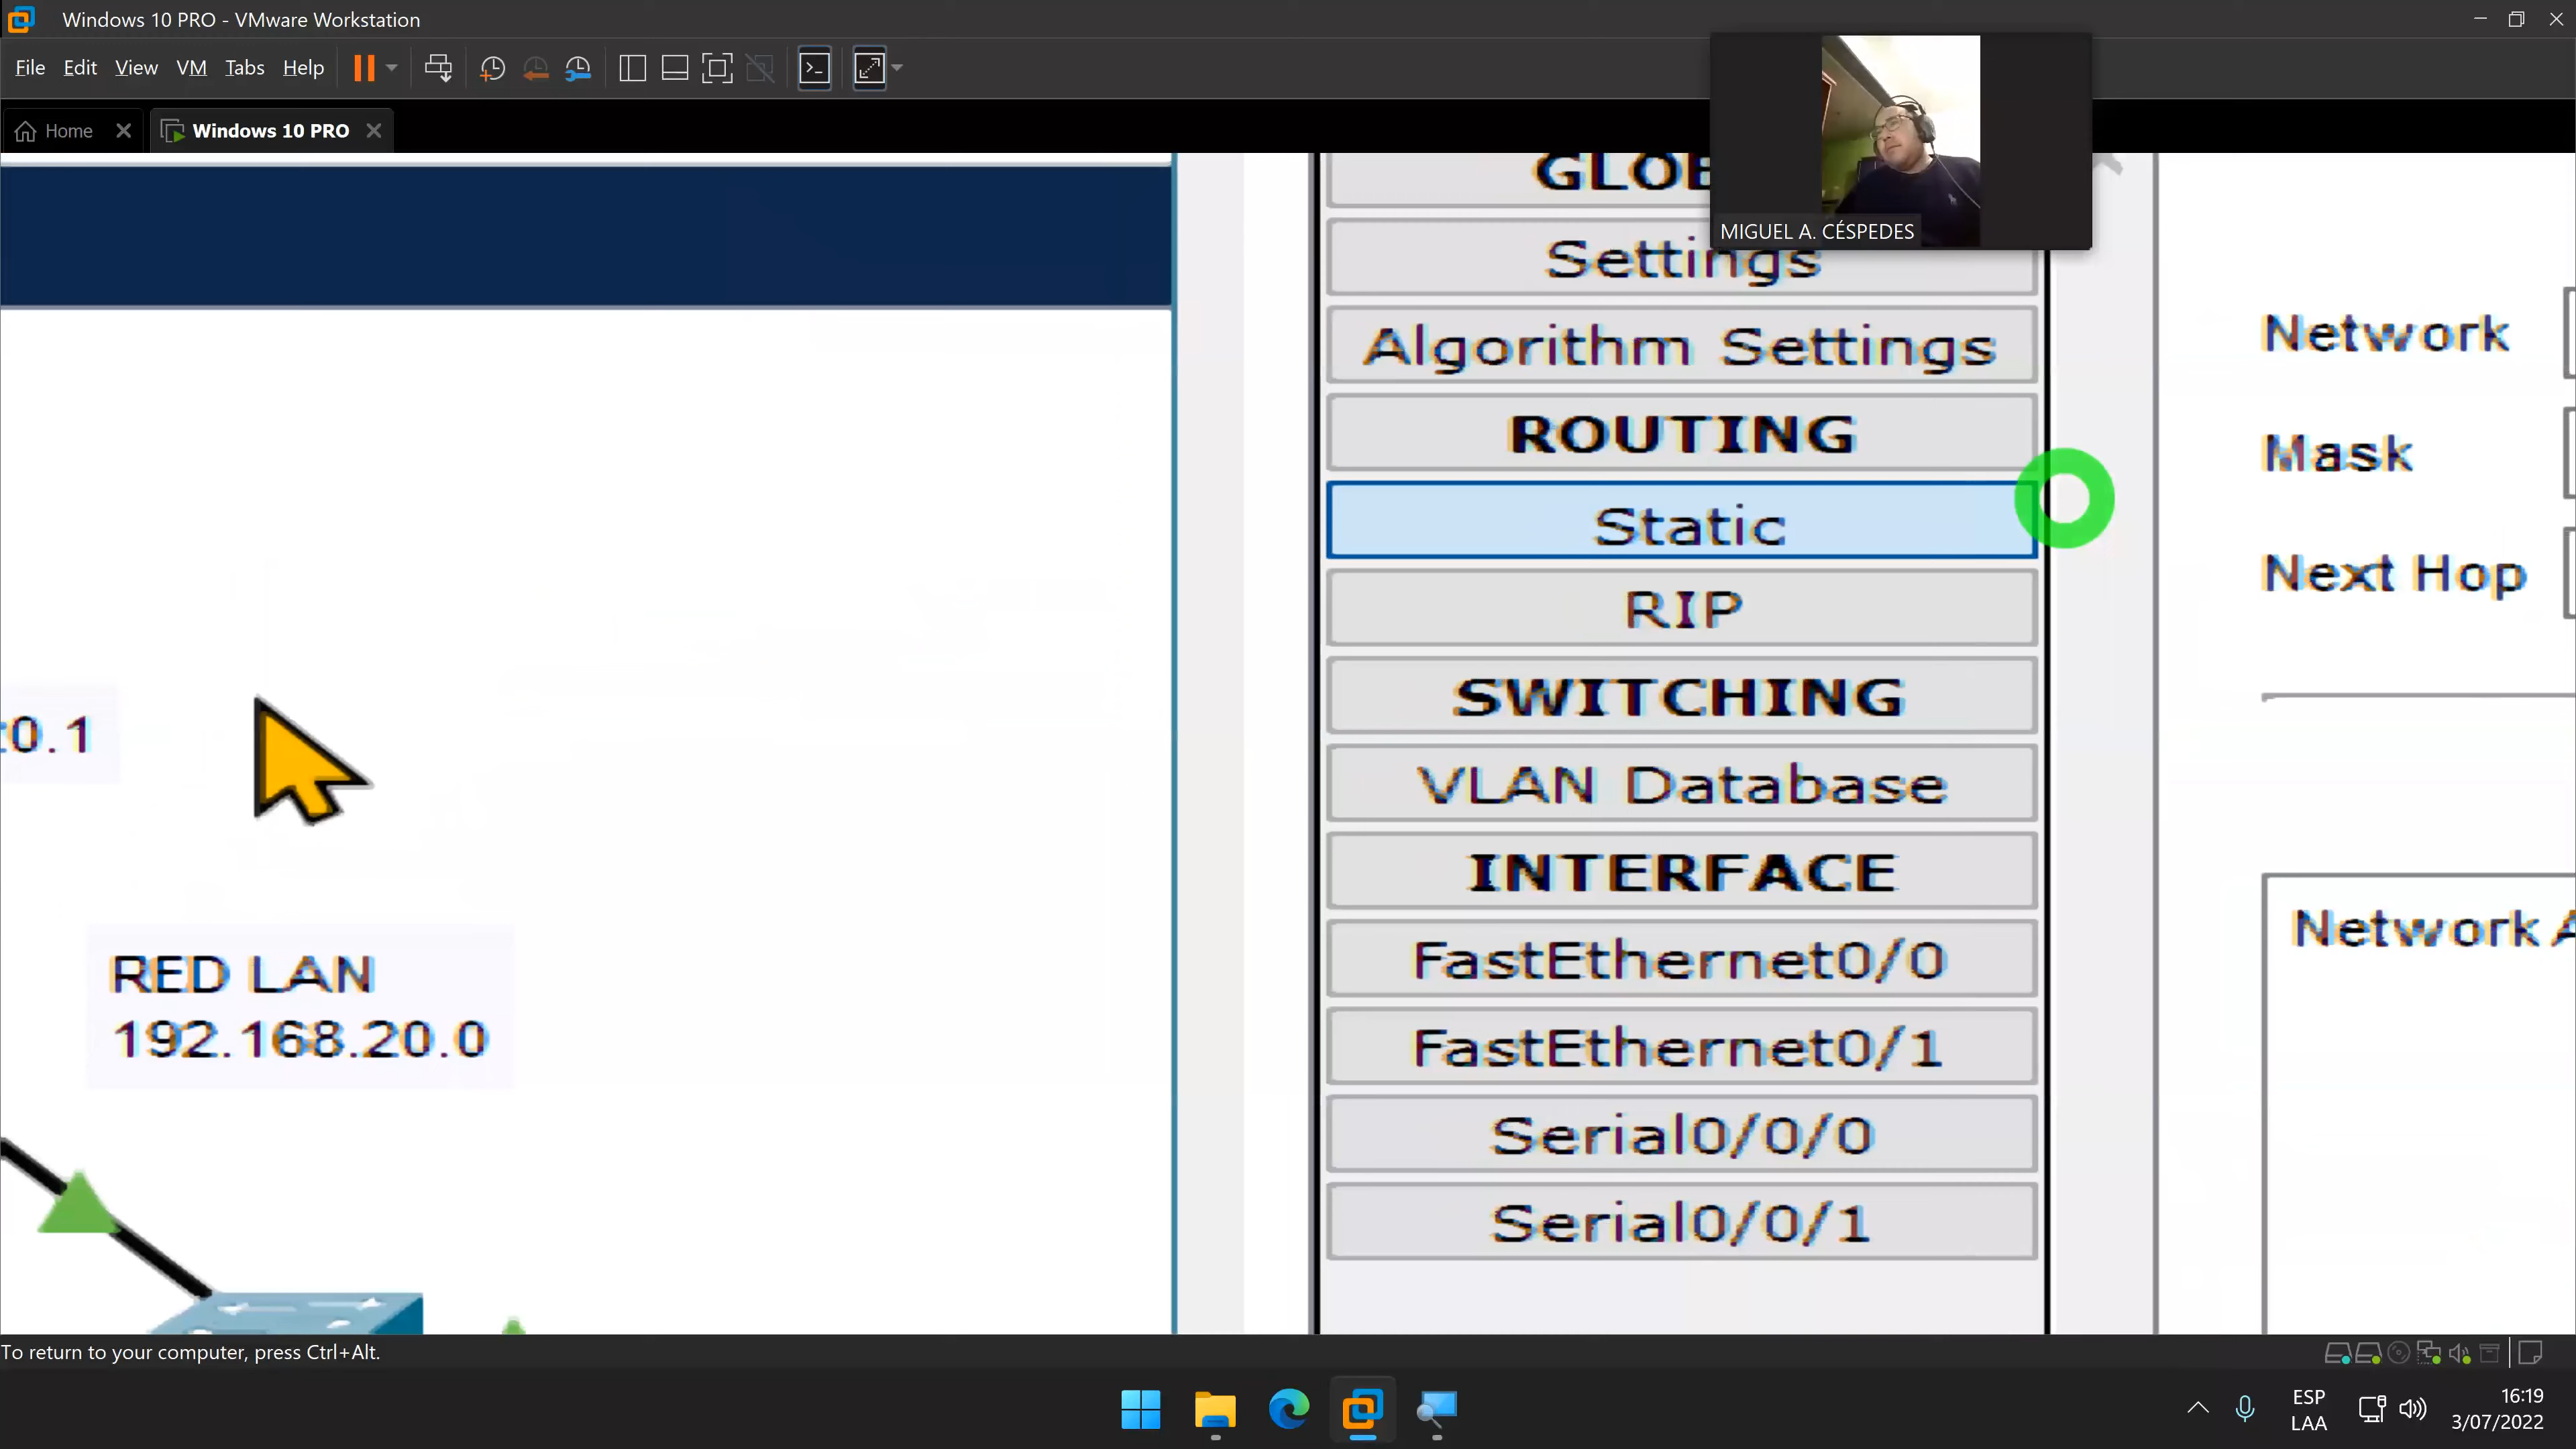 Windows 10 PRO - VMware Workstation
File Edit View VM Tabs Help
Home
Windows 10 PRO
MIGUEL A. CÉSPEDES
Settings
Algorithm Settings
ROUTING
Static
RIP
SWITCHING
VLAN Database
INTERFACE
FastEthernet0/0
FastEthernet0/1
Serial0/0/0
Serial0/0/1
Network
Mask
Next Hop
Network
RED LAN
192.168.20.0
To return to your computer, press Ctrl+Alt.
ESP
LAA
16:19
3/07/2022